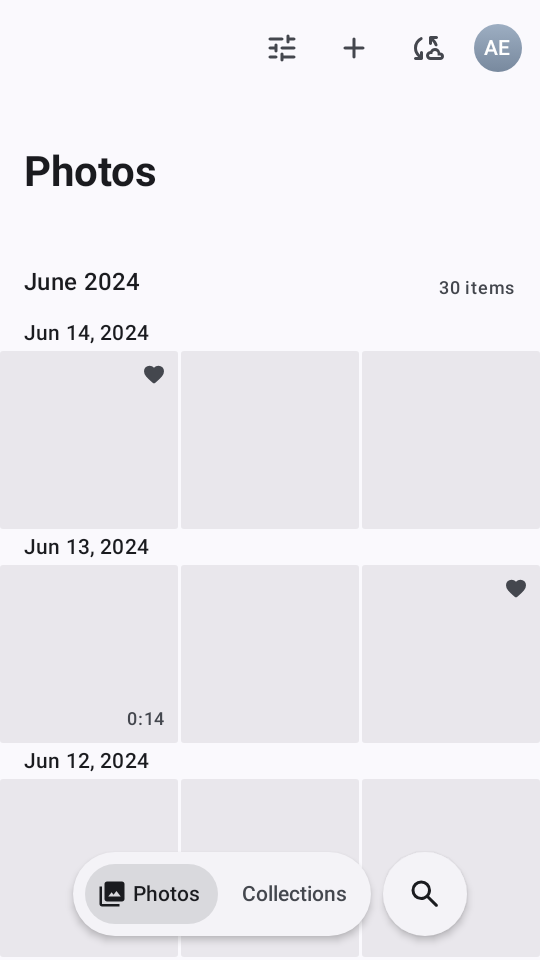 AE
Photos
June 2024
30 items
Jun 14, 2024
Jun 13, 2024
0:14
Jun 12, 2024
Photos
Collections